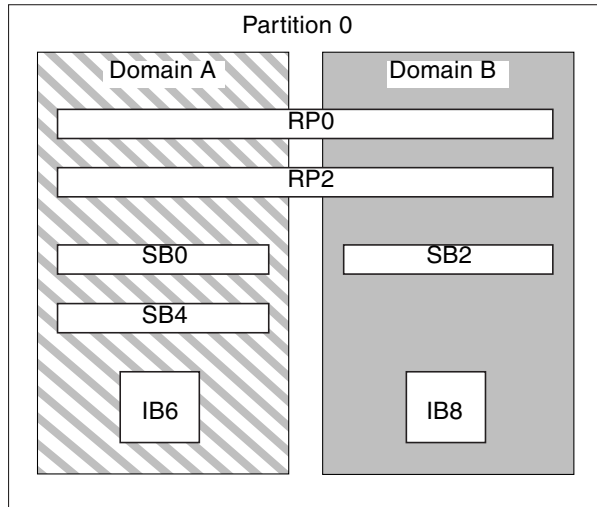 Partition 0
Domain A
Domain B
RP0
RP2
SB0
SB2
SB4
IB6
IB8